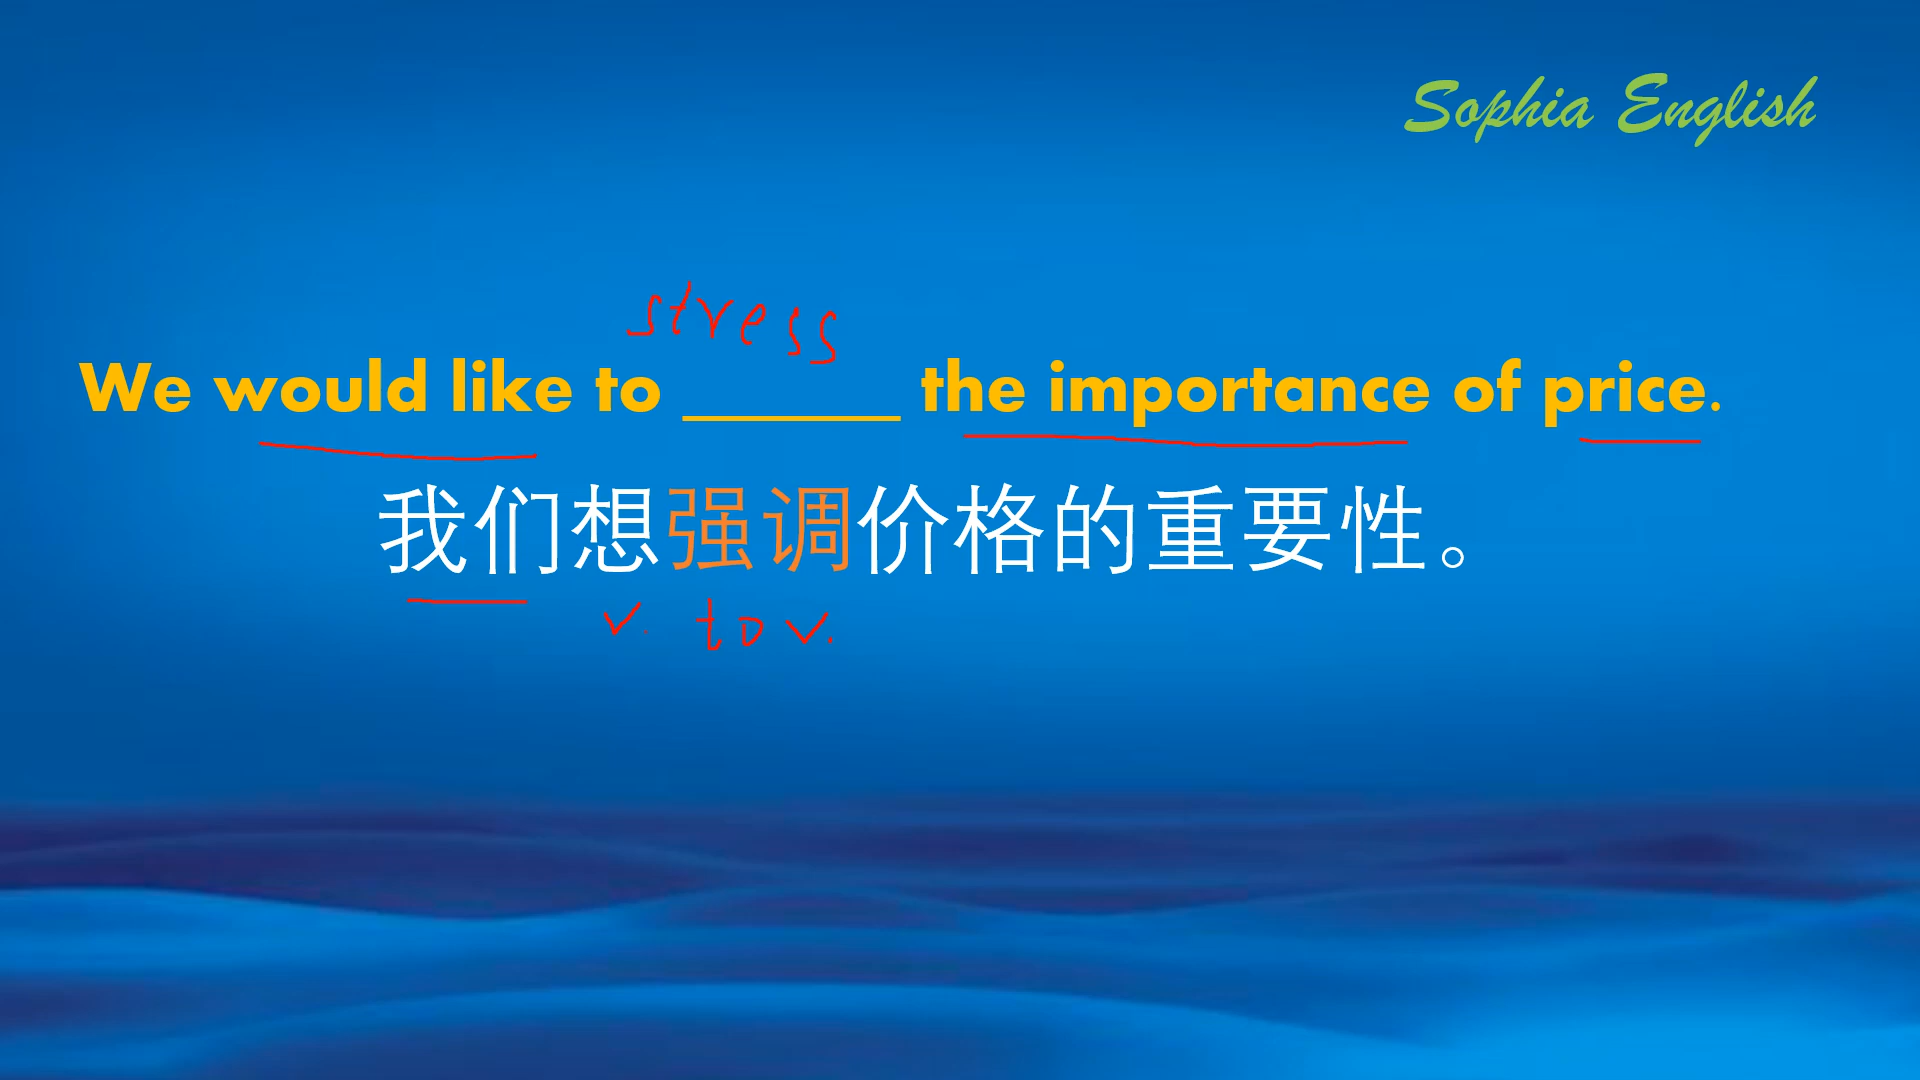 Sophia English
stress
We would like to ______ the importance of price.
我们想强调价格的重要性。
v. to v.